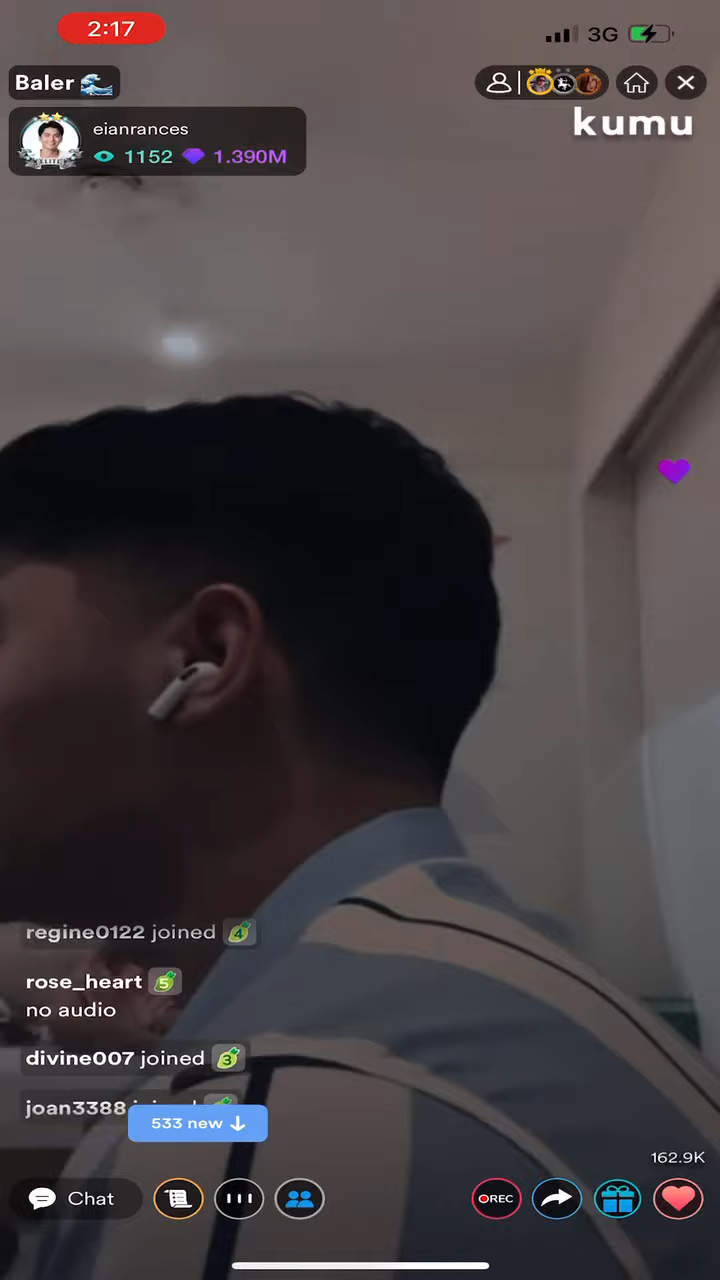 2:17
3G
Baler
kumu
eianrances
1152 1.390M
ELITE
regine0122 joined 4
rose_heart 5
no audio
divine007 joined 3
joan3388
533 new
162.9K
Chat
REC